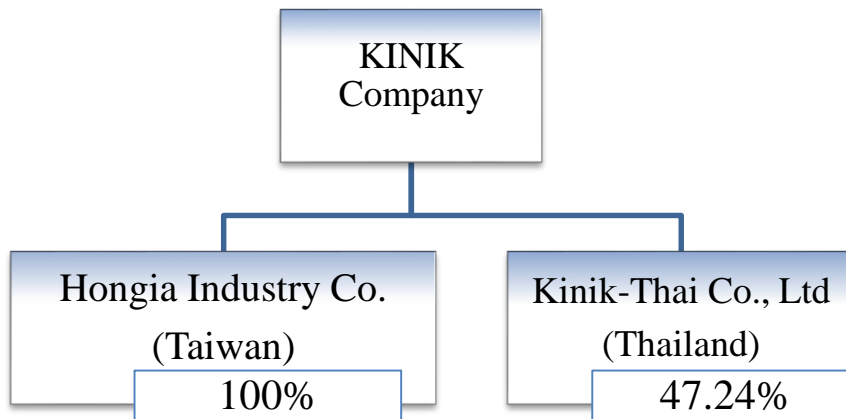 KINIK
Company
Hongia Industry Co.
(Taiwan)
100%
Kinik-Thai Co., Ltd
(Thailand)
47.24%